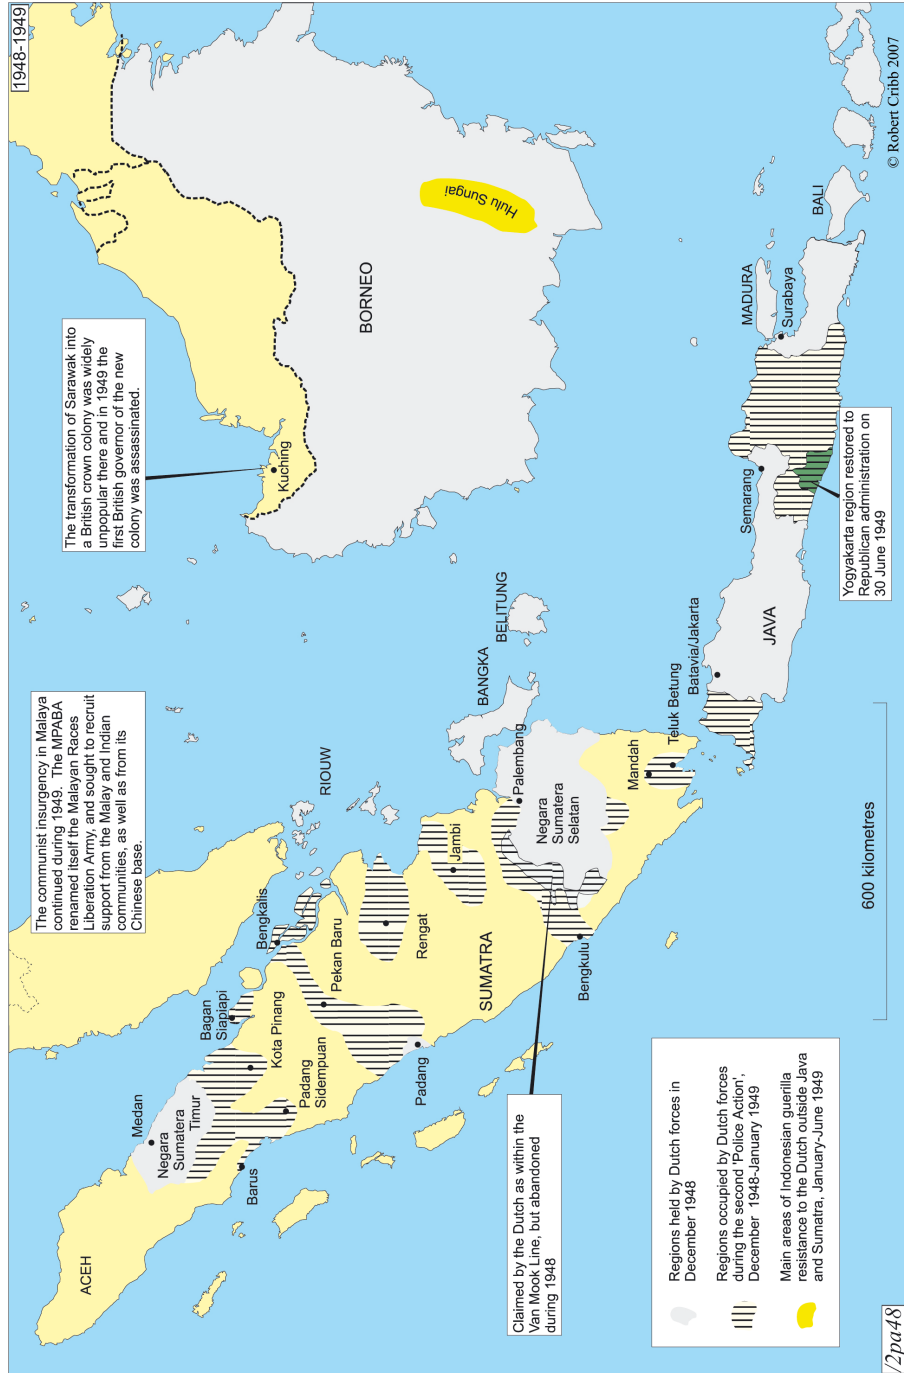 1948-1949
The communist insurgency in Malaya
continued during 1949. The MPABA
renamed itself the Malayan Races
Liberation Army, and sought to recruit
support from the Malay and Indian
communities, as well as from its
Chinese base.
The transformation of Sarawak into
a British crown colony was widely
unpopular there and in 1949 the
first British governor of the new
colony was assassinated.
ACEH
Medan
Negara
Sumatera
Timur
Barus
Bagan
Siapiapi
Kota Pinang
Padang
Sidempuan
Bengkalis
Pekan Baru
Padang
RIOUW
Rengat
SUMATRA
Jambi
Bengkulu
BANGKA
BELITUNG
Palembang
Negara
Sumatera
Selatan
Mandah
Teluk Betung
Kuching
BORNEO
Hulu Sungai
Batavia/Jakarta
JAVA
Semarang
MADURA
Surabaya
BALI
Claimed by the Dutch as within the
Van Mook Line, but abandoned
during 1948
Yogyakarta region restored to
Republican administration on
30 June 1949
Regions held by Dutch forces in
December 1948
Regions occupied by Dutch forces
during the second 'Police Action',
December 1948-January 1949
Main areas of Indonesian guerilla
resistance to the Dutch outside Java
and Sumatra, January-June 1949
600 kilometres
© Robert Cribb 2007
/2pa48